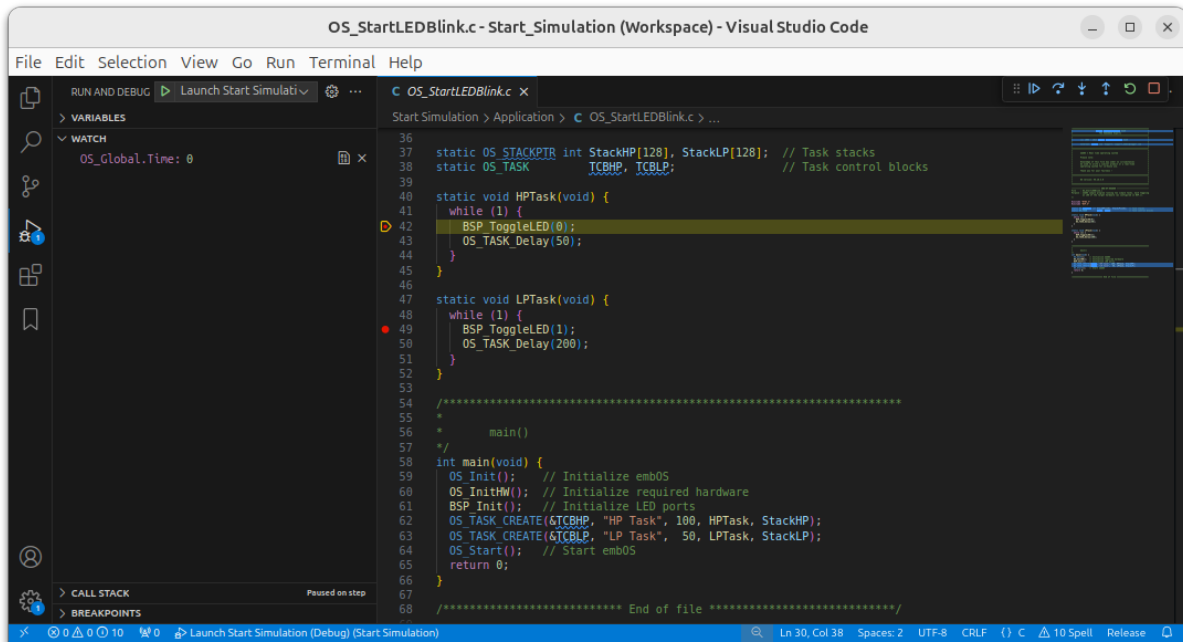 OS_StartLEDBlink.c - Start_Simulation (Workspace) - Visual Studio Code
File Edit Selection View Go Run Terminal Help
RUN AND DEBUG Launch Start Simulati
VARIABLES
WATCH
OS_Global.Time: 0
1
1
CALL STACK Paused on step
BREAKPOINTS
C OS_StartLEDBlink.c
Start Simulation > Application > C OS_StartLEDBlink.c > ...
36
37 static OS_STACKPTR int StackHP[128], StackLP[128]; // Task stacks
38 static OS_TASK TCBHP, TCBLP; // Task control blocks
39
40 static void HPTask(void) {
41 while (1) {
42 BSP_ToggleLED(0);
43 OS_TASK_Delay(50);
44 }
45 }
46
47 static void LPTask(void) {
48 while (1) {
49 BSP_ToggleLED(1);
50 OS_TASK_Delay(200);
51 }
52 }
53
54 /*********************************************************************
55 *
56 * main()
57 */
58 int main(void) {
59 OS_Init(); // Initialize embOS
60 OS_InitHW(); // Initialize required hardware
61 BSP_Init(); // Initialize LED ports
62 OS_TASK_CREATE(&TCBHP, "HP Task", 100, HPTask, StackHP);
63 OS_TASK_CREATE(&TCBLP, "LP Task", 50, LPTask, StackLP);
64 OS_Start(); // Start embOS
65 return 0;
66 }
67
68 /*************************** End of file ****************************/
0 0 10 0 Launch Start Simulation (Debug) (Start Simulation) Ln 30, Col 38 Spaces: 2 UTF-8 CRLF {} C 10 Spell Release